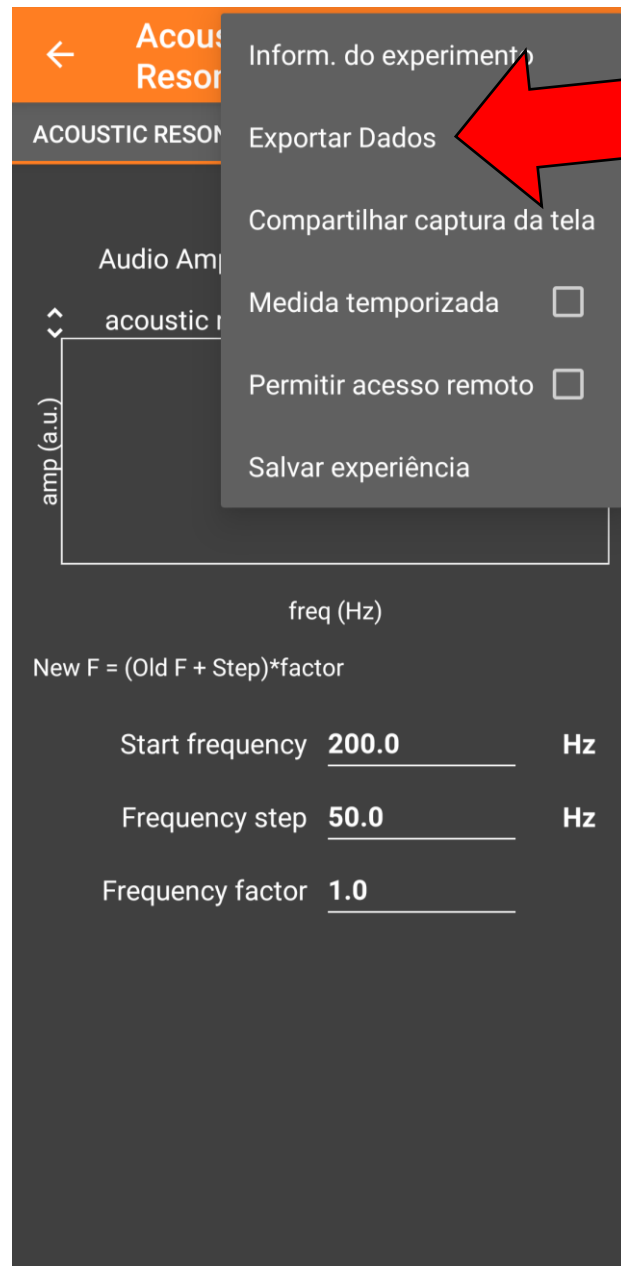 Acous
Reson
ACOUSTIC RESON
Inform. do experimento
Exportar Dados
Compartilhar captura da tela
Medida temporizada
Permitir acesso remoto
Salvar experiência
Audio Amp
acoustic r
amp (a.u.)
freq (Hz)
New F = (Old F + Step)*factor
Start frequency 200.0 Hz
Frequency step 50.0 Hz
Frequency factor 1.0